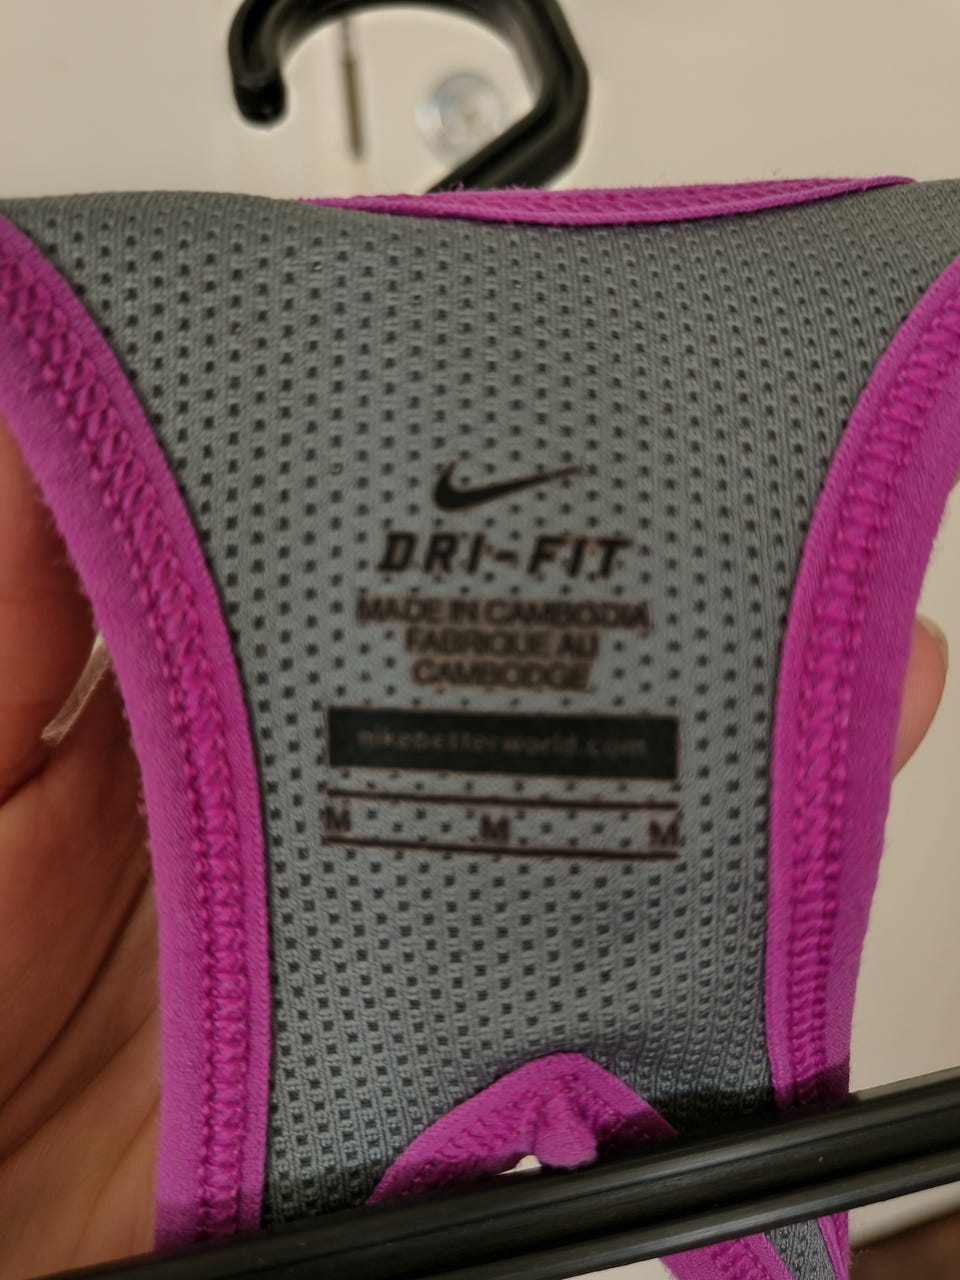 DRI-FIT
MADE IN CAMBODIA
FABRIQUE AU
CAMBODGE
nikebetterworld.com
M M M